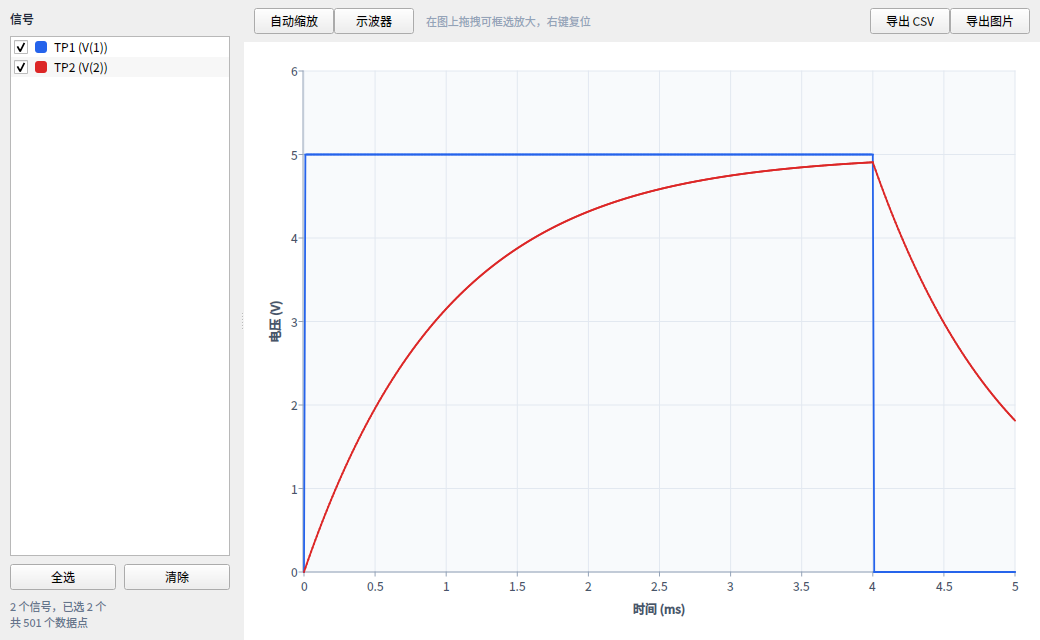 信号
TP1 (V(1))
TP2 (V(2))
全选
清除
2 个信号，已选 2 个
共 501 个数据点
自动缩放
示波器
在图上拖拽可框选放大，右键复位
导出 CSV
导出图片
电压 (V)
6
5
4
3
2
1
0
0
0.5
1
1.5
2
2.5
3
3.5
4
4.5
5
时间 (ms)